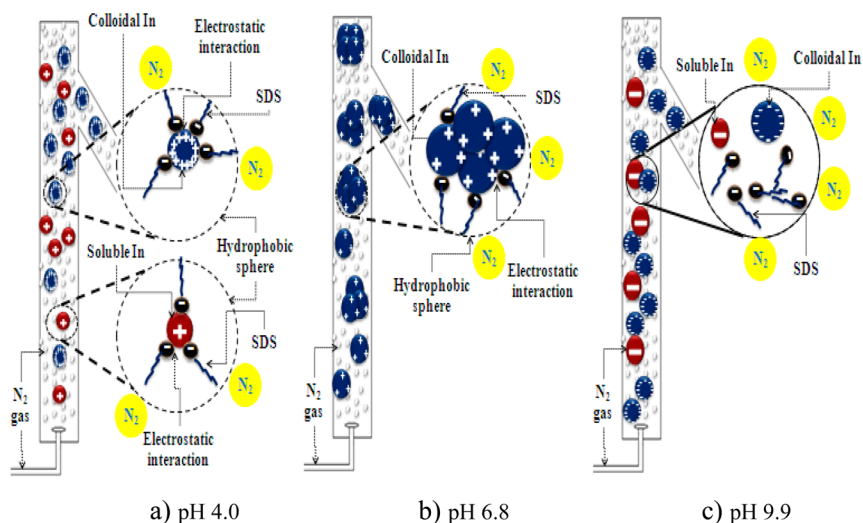 Colloidal In
Electrostatic
interaction
N₂
SDS
N₂
Soluble In
Hydrophobic
sphere
SDS
N₂
gas
N₂
N₂
Electrostatic
interaction
a) pH 4.0
Colloidal In
N₂
SDS
N₂
gas
Hydrophobic
sphere
N₂
Electrostatic
interaction
b) pH 6.8
Soluble In
N₂
Colloidal In
N₂
N₂
N₂
SDS
N₂
gas
c) pH 9.9